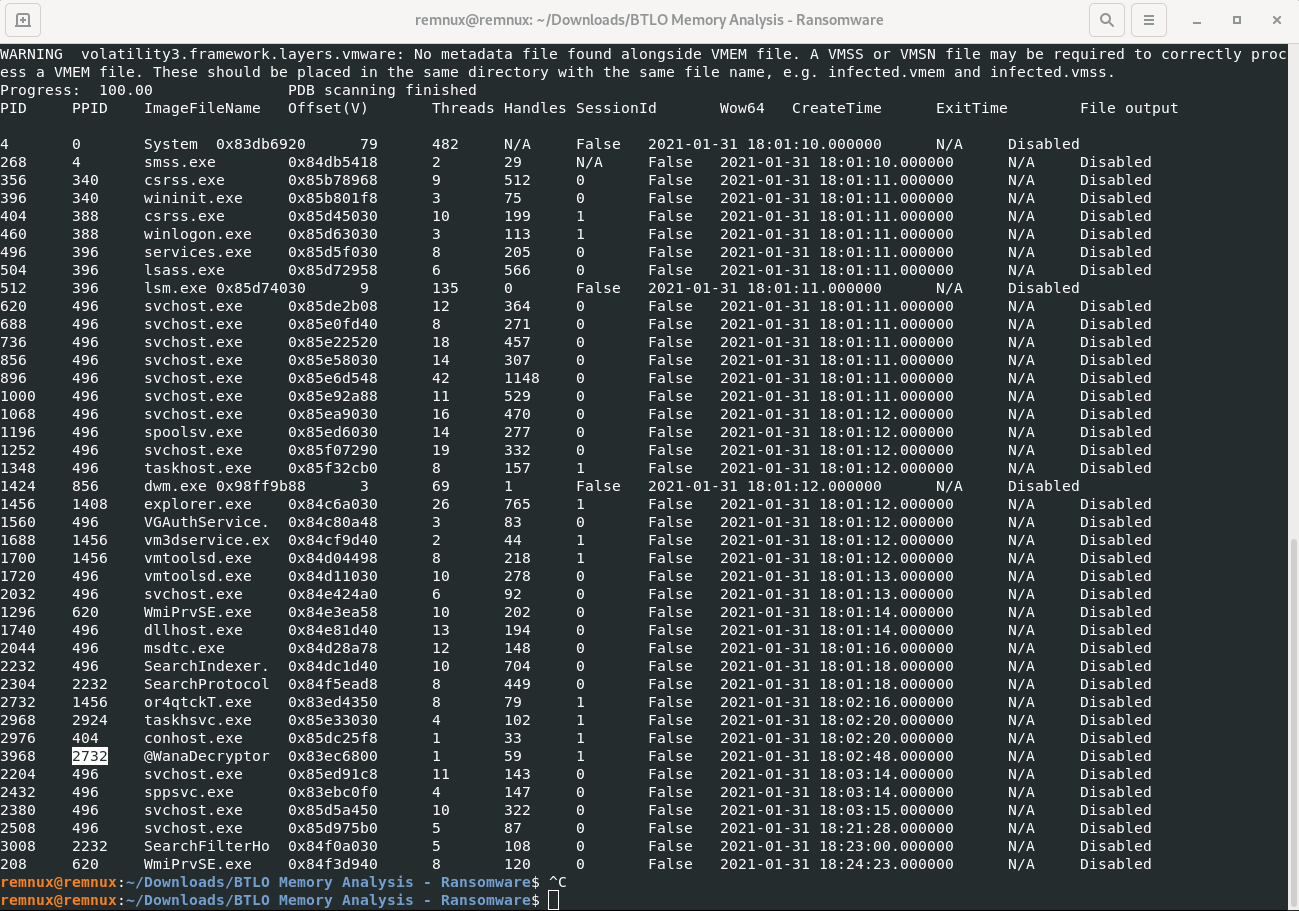 remnux@remnux: ~/Downloads/BTLO Memory Analysis - Ransomware
WARNING  volatility3.framework.layers.vmware: No metadata file found alongside VMEM file. A VMSS or VMSN file may be required to correctly proc
ess a VMEM file. These should be placed in the same directory with the same file name, e.g. infected.vmem and infected.vmss.
Progress:  100.00               PDB scanning finished
PID     PPID    ImageFileName   Offset(V)       Threads Handles SessionId       Wow64   CreateTime      ExitTime        File output
4       0       System  0x83db6920      79      482     N/A     False   2021-01-31 18:01:10.000000      N/A     Disabled
268     4       smss.exe        0x84db5418      2       29      N/A     False   2021-01-31 18:01:10.000000      N/A     Disabled
356     340     csrss.exe       0x85b78968      9       512     0       False   2021-01-31 18:01:11.000000      N/A     Disabled
396     340     wininit.exe     0x85b801f8      3       75      0       False   2021-01-31 18:01:11.000000      N/A     Disabled
404     388     csrss.exe       0x85d45030      10      199     1       False   2021-01-31 18:01:11.000000      N/A     Disabled
460     388     winlogon.exe    0x85d63030      3       113     1       False   2021-01-31 18:01:11.000000      N/A     Disabled
496     396     services.exe    0x85d5f030      8       205     0       False   2021-01-31 18:01:11.000000      N/A     Disabled
504     396     lsass.exe       0x85d72958      6       566     0       False   2021-01-31 18:01:11.000000      N/A     Disabled
512     396     lsm.exe 0x85d74030      9       135     0       False   2021-01-31 18:01:11.000000      N/A     Disabled
620     496     svchost.exe     0x85de2b08      12      364     0       False   2021-01-31 18:01:11.000000      N/A     Disabled
688     496     svchost.exe     0x85e0fd40      8       271     0       False   2021-01-31 18:01:11.000000      N/A     Disabled
736     496     svchost.exe     0x85e22520      18      457     0       False   2021-01-31 18:01:11.000000      N/A     Disabled
856     496     svchost.exe     0x85e58030      14      307     0       False   2021-01-31 18:01:11.000000      N/A     Disabled
896     496     svchost.exe     0x85e6d548      42      1148    0       False   2021-01-31 18:01:11.000000      N/A     Disabled
1000    496     svchost.exe     0x85e92a88      11      529     0       False   2021-01-31 18:01:11.000000      N/A     Disabled
1068    496     svchost.exe     0x85ea9030      16      470     0       False   2021-01-31 18:01:12.000000      N/A     Disabled
1196    496     spoolsv.exe     0x85ed6030      14      277     0       False   2021-01-31 18:01:12.000000      N/A     Disabled
1252    496     svchost.exe     0x85f07290      19      332     0       False   2021-01-31 18:01:12.000000      N/A     Disabled
1348    496     taskhost.exe    0x85f32cb0      8       157     1       False   2021-01-31 18:01:12.000000      N/A     Disabled
1424    856     dwm.exe 0x98ff9b88      3       69      1       False   2021-01-31 18:01:12.000000      N/A     Disabled
1456    1408    explorer.exe    0x84c6a030      26      765     1       False   2021-01-31 18:01:12.000000      N/A     Disabled
1560    496     VGAuthService.  0x84c80a48      3       83      0       False   2021-01-31 18:01:12.000000      N/A     Disabled
1688    1456    vm3dservice.ex  0x84cf9d40      2       44      1       False   2021-01-31 18:01:12.000000      N/A     Disabled
1700    1456    vmtoolsd.exe    0x84d04498      8       218     1       False   2021-01-31 18:01:12.000000      N/A     Disabled
1720    496     vmtoolsd.exe    0x84d11030      10      278     0       False   2021-01-31 18:01:13.000000      N/A     Disabled
2032    496     svchost.exe     0x84e424a0      6       92      0       False   2021-01-31 18:01:13.000000      N/A     Disabled
1296    620     WmiPrvSE.exe    0x84e3ea58      10      202     0       False   2021-01-31 18:01:14.000000      N/A     Disabled
1740    496     dllhost.exe     0x84e81d40      13      194     0       False   2021-01-31 18:01:14.000000      N/A     Disabled
2044    496     msdtc.exe       0x84d28a78      12      148     0       False   2021-01-31 18:01:16.000000      N/A     Disabled
2232    496     SearchIndexer.  0x84dc1d40      10      704     0       False   2021-01-31 18:01:18.000000      N/A     Disabled
2304    2232    SearchProtocol  0x84f5ead8      8       449     0       False   2021-01-31 18:01:18.000000      N/A     Disabled
2732    1456    or4qtckT.exe    0x83ed4350      8       79      1       False   2021-01-31 18:02:16.000000      N/A     Disabled
2968    2924    taskhsvc.exe    0x85e33030      4       102     1       False   2021-01-31 18:02:20.000000      N/A     Disabled
2976    404     conhost.exe     0x85dc25f8      1       33      1       False   2021-01-31 18:02:20.000000      N/A     Disabled
3968    2732    @WanaDecryptor  0x83ec6800      1       59      1       False   2021-01-31 18:02:48.000000      N/A     Disabled
2204    496     svchost.exe     0x85ed91c8      11      143     0       False   2021-01-31 18:03:14.000000      N/A     Disabled
2432    496     sppsvc.exe      0x83ebc0f0      4       147     0       False   2021-01-31 18:03:14.000000      N/A     Disabled
2380    496     svchost.exe     0x85d5a450      10      322     0       False   2021-01-31 18:03:15.000000      N/A     Disabled
2508    496     svchost.exe     0x85d975b0      5       87      0       False   2021-01-31 18:21:28.000000      N/A     Disabled
3008    2232    SearchFilterHo  0x84f0a030      5       108     0       False   2021-01-31 18:23:00.000000      N/A     Disabled
208     620     WmiPrvSE.exe    0x84f3d940      8       120     0       False   2021-01-31 18:24:23.000000      N/A     Disabled
remnux@remnux:~/Downloads/BTLO Memory Analysis - Ransomware$ ^C
remnux@remnux:~/Downloads/BTLO Memory Analysis - Ransomware$